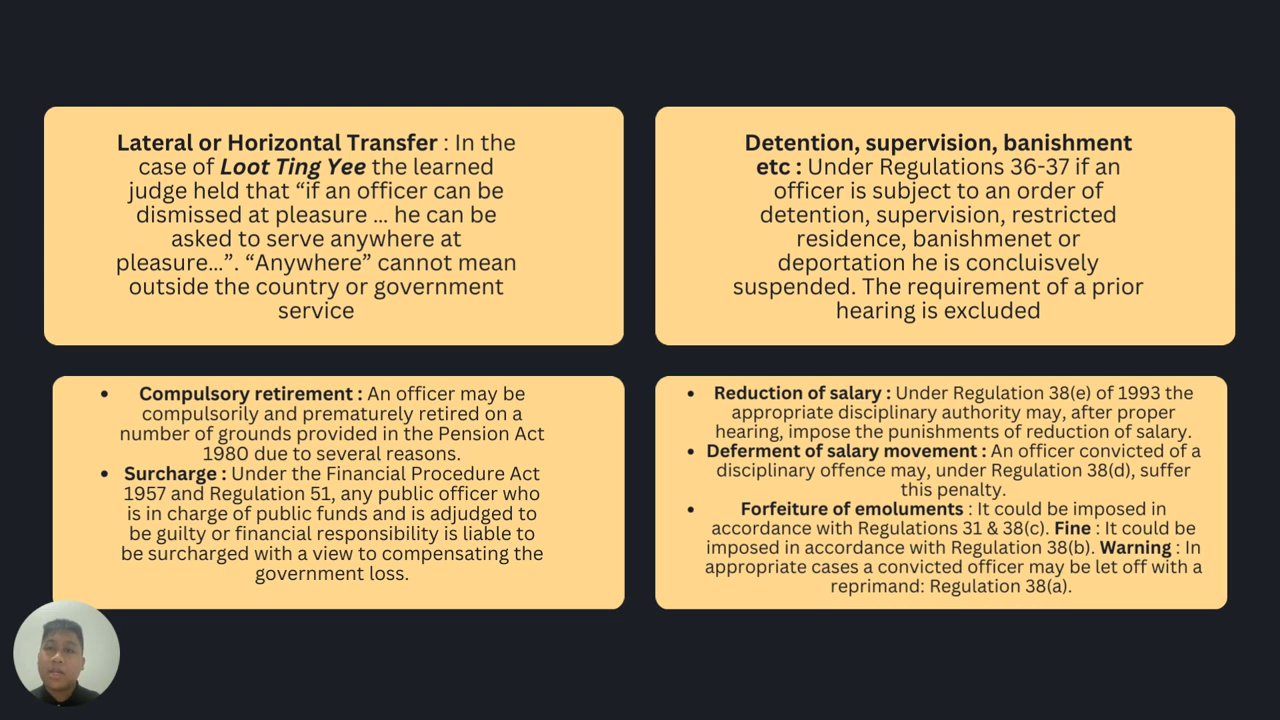 Lateral or Horizontal Transfer : In the
case of Loot Ting Yee the learned
judge held that “if an officer can be
dismissed at pleasure ... he can be
asked to serve anywhere at
pleasure...”. “Anywhere” cannot mean
outside the country or government
service
Detention, supervision, banishment
etc : Under Regulations 36-37 if an
officer is subject to an order of
detention, supervision, restricted
residence, banishmenet or
deportation he is concluisvely
suspended. The requirement of a prior
hearing is excluded
• Compulsory retirement : An officer may be
compulsorily and prematurely retired on a
number of grounds provided in the Pension Act
1980 due to several reasons.
• Surcharge : Under the Financial Procedure Act
1957 and Regulation 51, any public officer who
is in charge of public funds and is adjudged to
be guilty or financial responsibility is liable to
be surcharged with a view to compensating the
government loss.
• Reduction of salary : Under Regulation 38(e) of 1993 the
appropriate disciplinary authority may, after proper
hearing, impose the punishments of reduction of salary.
• Deferment of salary movement : An officer convicted of a
disciplinary offence may, under Regulation 38(d), suffer
this penalty.
• Forfeiture of emoluments : It could be imposed in
accordance with Regulations 31 & 38(c). Fine : It could be
imposed in accordance with Regulation 38(b). Warning : In
appropriate cases a convicted officer may be let off with a
reprimand: Regulation 38(a).